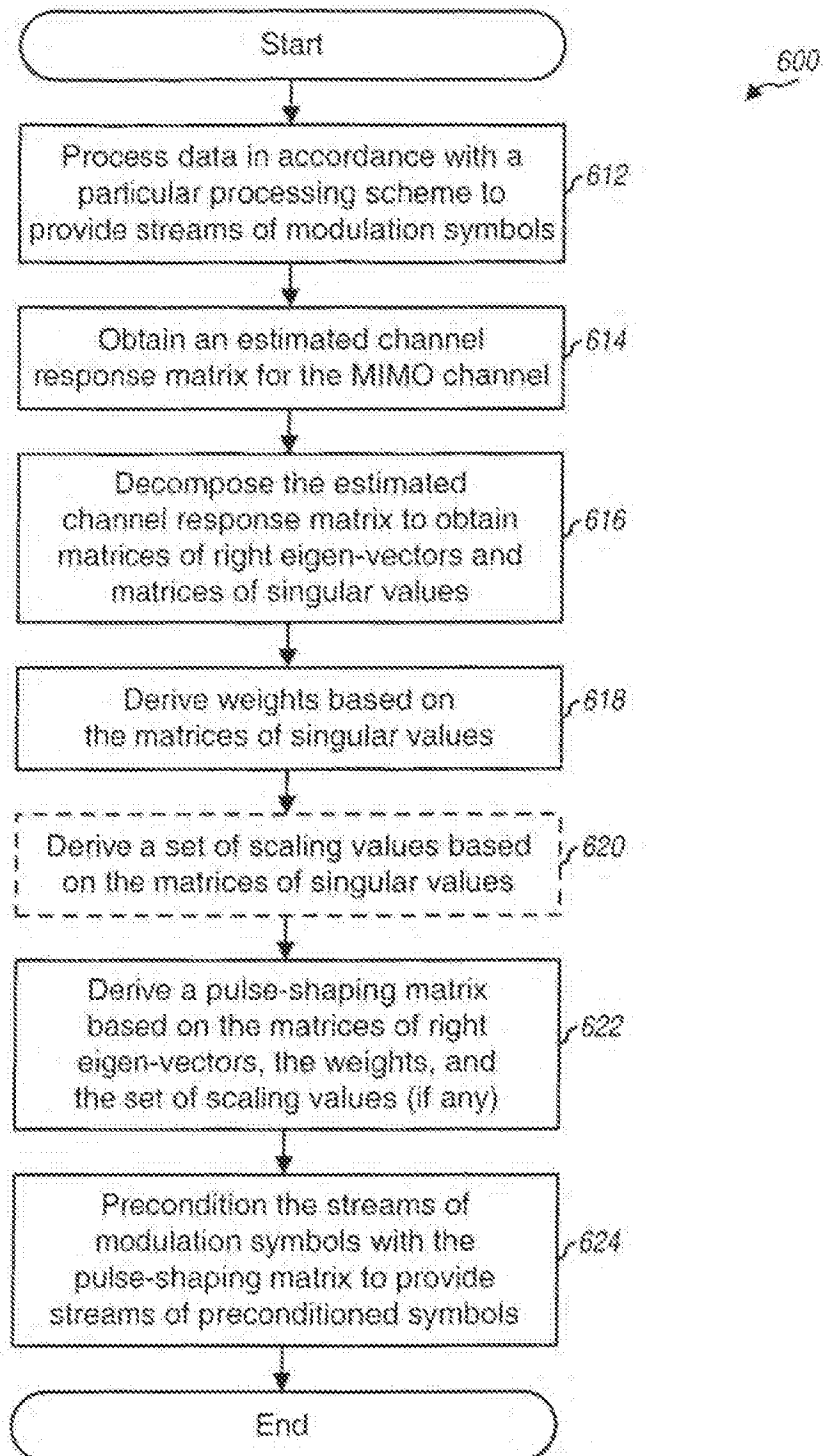 Start
600
Process data in accordance with a
particular processing scheme to
provide streams of modulation symbols
612
Obtain an estimated channel
response matrix for the MIMO channel
614
Decompose the estimated
channel response matrix to obtain
matrices of right eigen-vectors and
matrices of singular values
616
Derive weights based on
the matrices of singular values
618
Derive a set of scaling values based
on the matrices of singular values
620
Derive a pulse-shaping matrix
based on the matrices of right
eigen-vectors, the weights, and
the set of scaling values (if any)
622
Precondition the streams of
modulation symbols with the
pulse-shaping matrix to provide
streams of preconditioned symbols
624
End